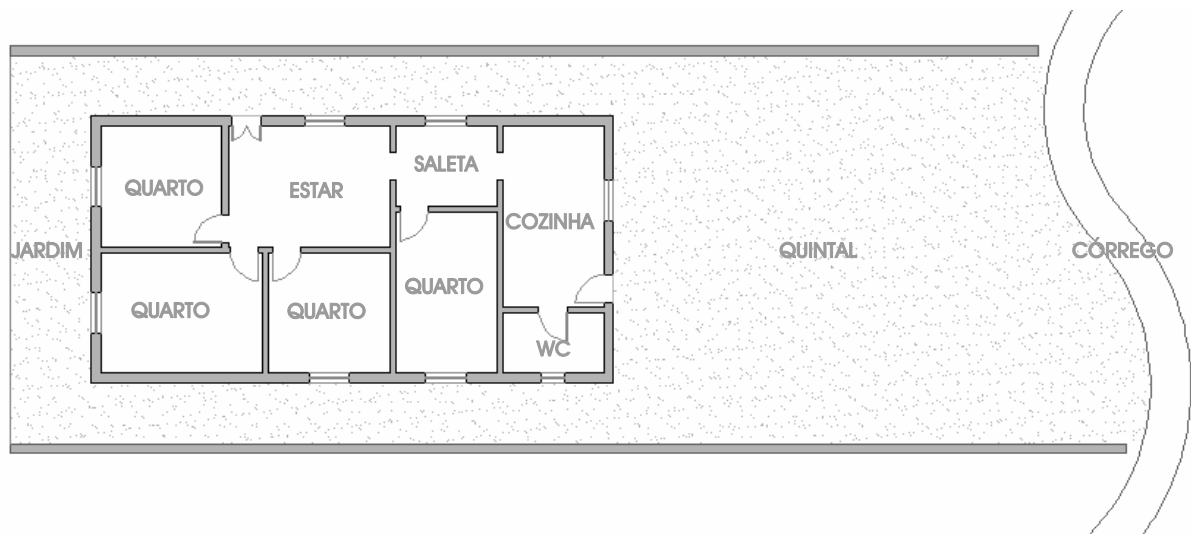 SALETA
QUARTO
ESTAR
COZINHA
JARDIM
QUINTAL
CÓRREGO
QUARTO
QUARTO
QUARTO
WC